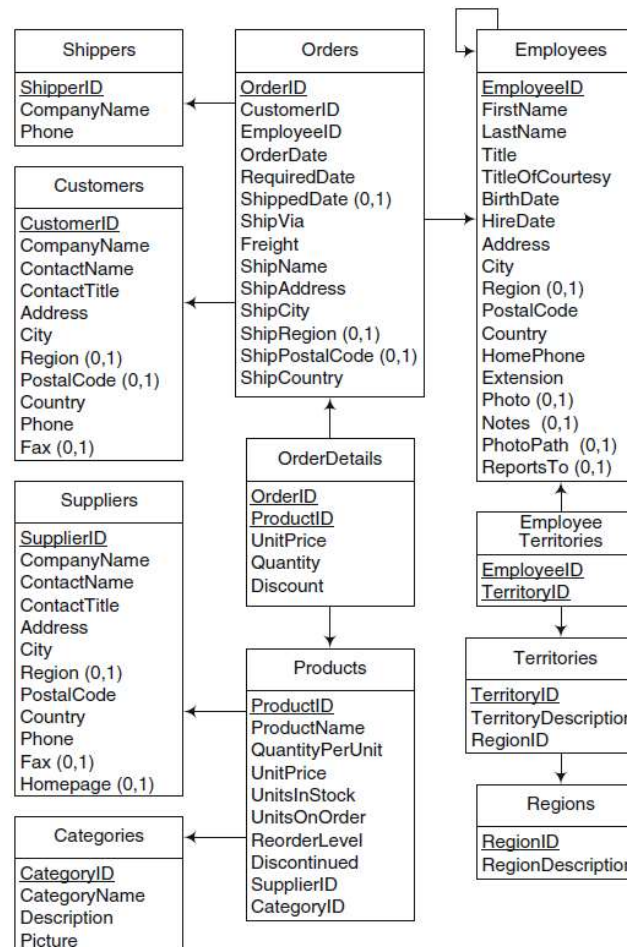 Shippers
ShipperID
CompanyName
Phone
Customers
CustomerID
CompanyName
ContactName
ContactTitle
Address
City
Region (0,1)
PostalCode (0,1)
Country
Phone
Fax (0,1)
Suppliers
SupplierID
CompanyName
ContactName
ContactTitle
Address
City
Region (0,1)
PostalCode
Country
Phone
Fax (0,1)
Homepage (0,1)
Categories
CategoryID
CategoryName
Description
Picture
Orders
OrderID
CustomerID
EmployeeID
OrderDate
RequiredDate
ShippedDate (0,1)
ShipVia
Freight
ShipName
ShipAddress
ShipCity
ShipRegion (0,1)
ShipPostalCode (0,1)
ShipCountry
OrderDetails
OrderID
ProductID
UnitPrice
Quantity
Discount
Products
ProductID
ProductName
QuantityPerUnit
UnitPrice
UnitsInStock
UnitsOnOrder
ReorderLevel
Discontinued
SupplierID
CategoryID
Employees
EmployeeID
FirstName
LastName
Title
TitleOfCourtesy
BirthDate
HireDate
Address
City
Region (0,1)
PostalCode
Country
HomePhone
Extension
Photo (0,1)
Notes (0,1)
PhotoPath (0,1)
ReportsTo (0,1)
Employee
Territories
EmployeeID
TerritoryID
Territories
TerritoryID
TerritoryDescription
RegionID
Regions
RegionID
RegionDescription